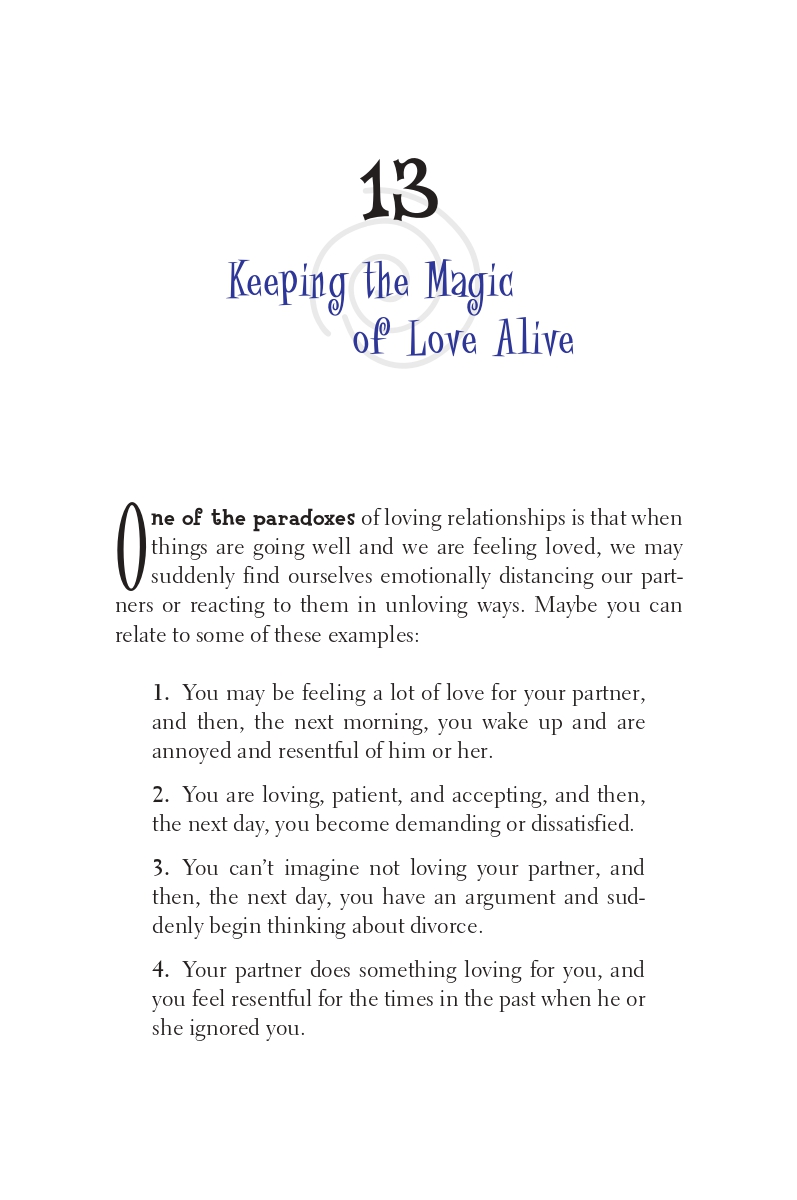 13
Keeping the Magic
of Love Alive
One of the paradoxes of loving relationships is that when
things are going well and we are feeling loved, we may
suddenly find ourselves emotionally distancing our part-
ners or reacting to them in unloving ways. Maybe you can
relate to some of these examples:
1. You may be feeling a lot of love for your partner,
and then, the next morning, you wake up and are
annoyed and resentful of him or her.
2. You are loving, patient, and accepting, and then,
the next day, you become demanding or dissatisfied.
3. You can’t imagine not loving your partner, and
then, the next day, you have an argument and sud-
denly begin thinking about divorce.
4. Your partner does something loving for you, and
you feel resentful for the times in the past when he or
she ignored you.